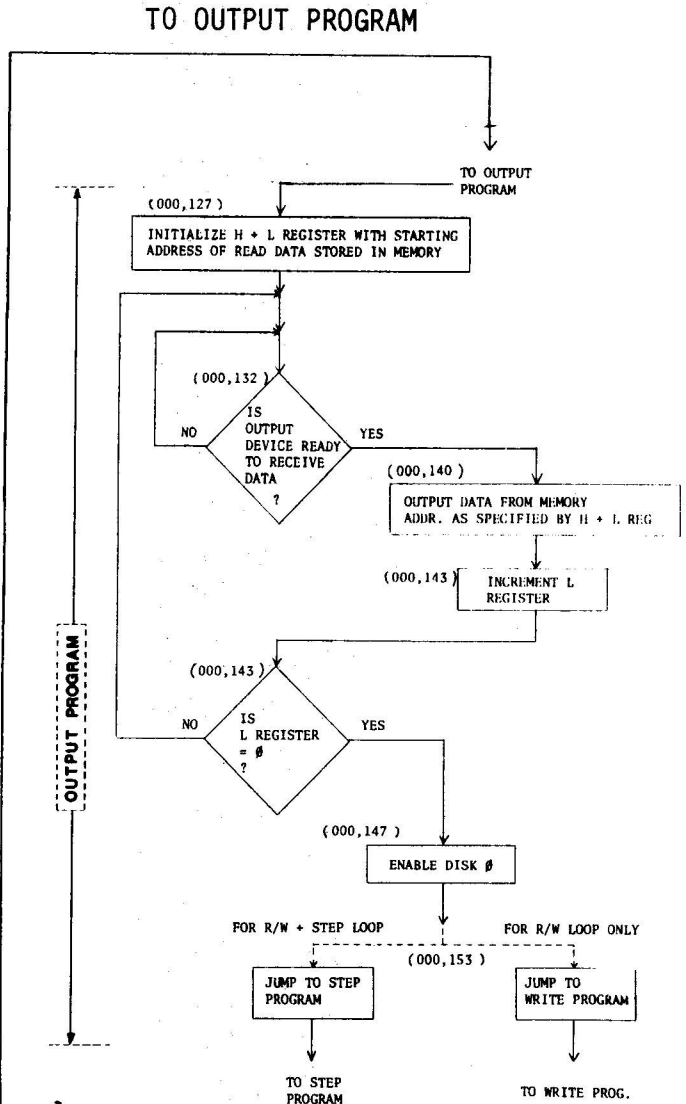 TO OUTPUT PROGRAM
TO OUTPUT
PROGRAM
(000,127)
INITIALIZE H + L REGISTER WITH STARTING
ADDRESS OF READ DATA STORED IN MEMORY
(000,132)
IS
OUTPUT
DEVICE READY
TO RECEIVE
DATA
?
NO
YES
(000,140)
OUTPUT DATA FROM MEMORY
ADDR. AS SPECIFIED BY H + L REG
(000,143)
INCREMENT L
REGISTER
OUTPUT PROGRAM
(000,143)
IS
L REGISTER
= Ø
?
NO
YES
(000,147)
ENABLE DISK Ø
FOR R/W + STEP LOOP
FOR R/W LOOP ONLY
(000,153)
JUMP TO STEP
PROGRAM
JUMP TO
WRITE PROGRAM
TO STEP
PROGRAM
TO WRITE PROG.